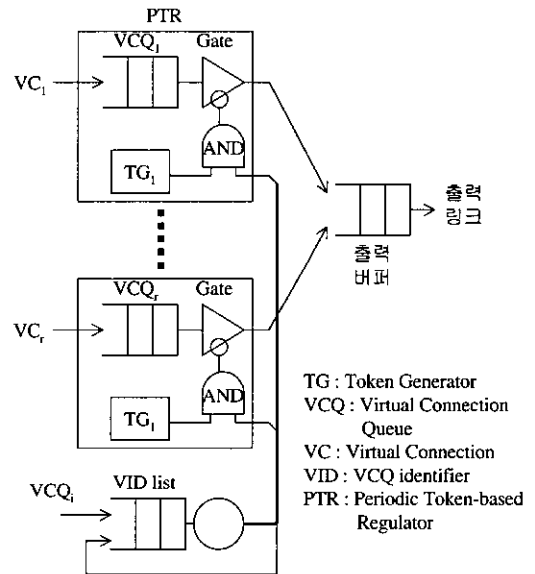 PTR
VCQ₁
Gate
VC₁
AND
TG₁
출력
링크
출력
버퍼
VCQᵣ
Gate
VCᵣ
AND
TG₁
TG : Token Generator
VCQ : Virtual Connection
Queue
VC : Virtual Connection
VID : VCQ identifier
PTR : Periodic Token-based
Regulator
VCQᵢ
VID list